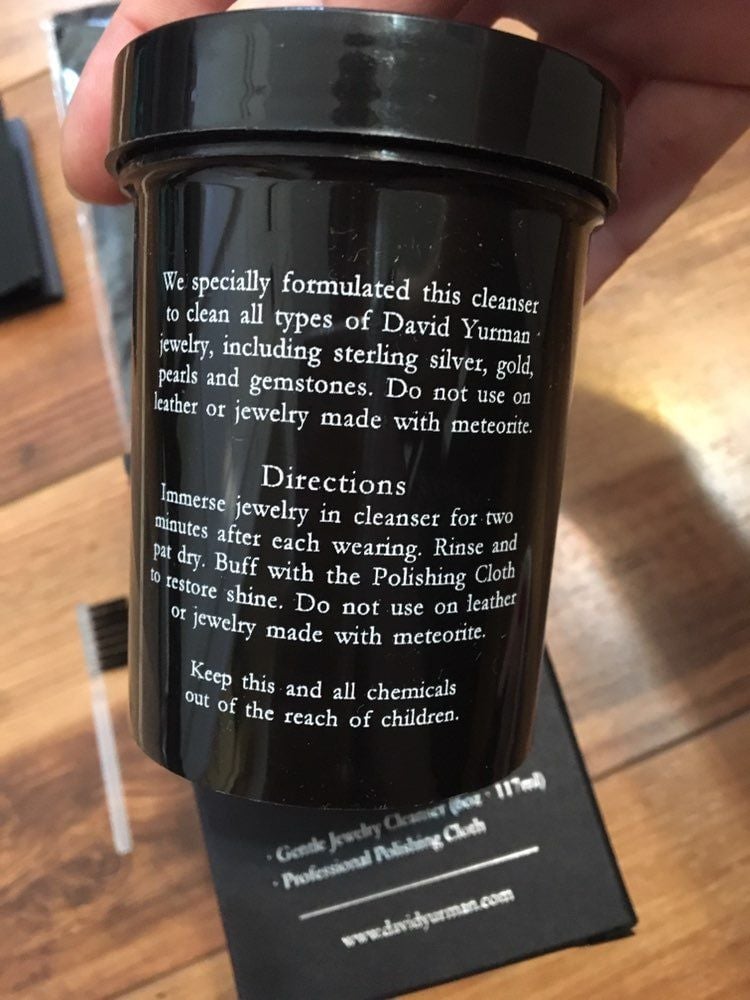 We specially formulated this cleanser
to clean all types of David Yurman
jewelry, including sterling silver, gold,
pearls and gemstones. Do not use on
leather or jewelry made with meteorite.
Directions
Immerse jewelry in cleanser for two
minutes after each wearing. Rinse and
pat dry. Buff with the Polishing Cloth
to restore shine. Do not use on leather
or jewelry made with meteorite.
Keep this and all chemicals
out of the reach of children.
· Gentle Jewelry Cleanser 117ml)
· Professional Polishing Cloth
www.davidyurman.com